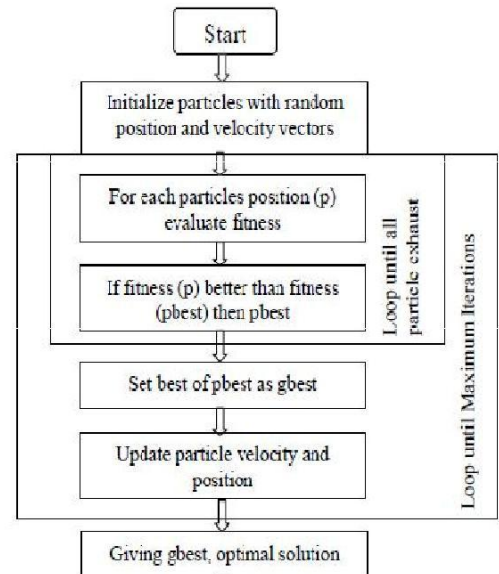 Start
Initialize particles with random
position and velocity vectors
For each particles position (p)
evaluate fitness
If fitness (p) better than fitness
(pbest) then pbest
Loop until all
particle exhaust
Set best of pbest as gbest
Update particle velocity and
position
Loop until Maximum Iterations
Giving gbest, optimal solution